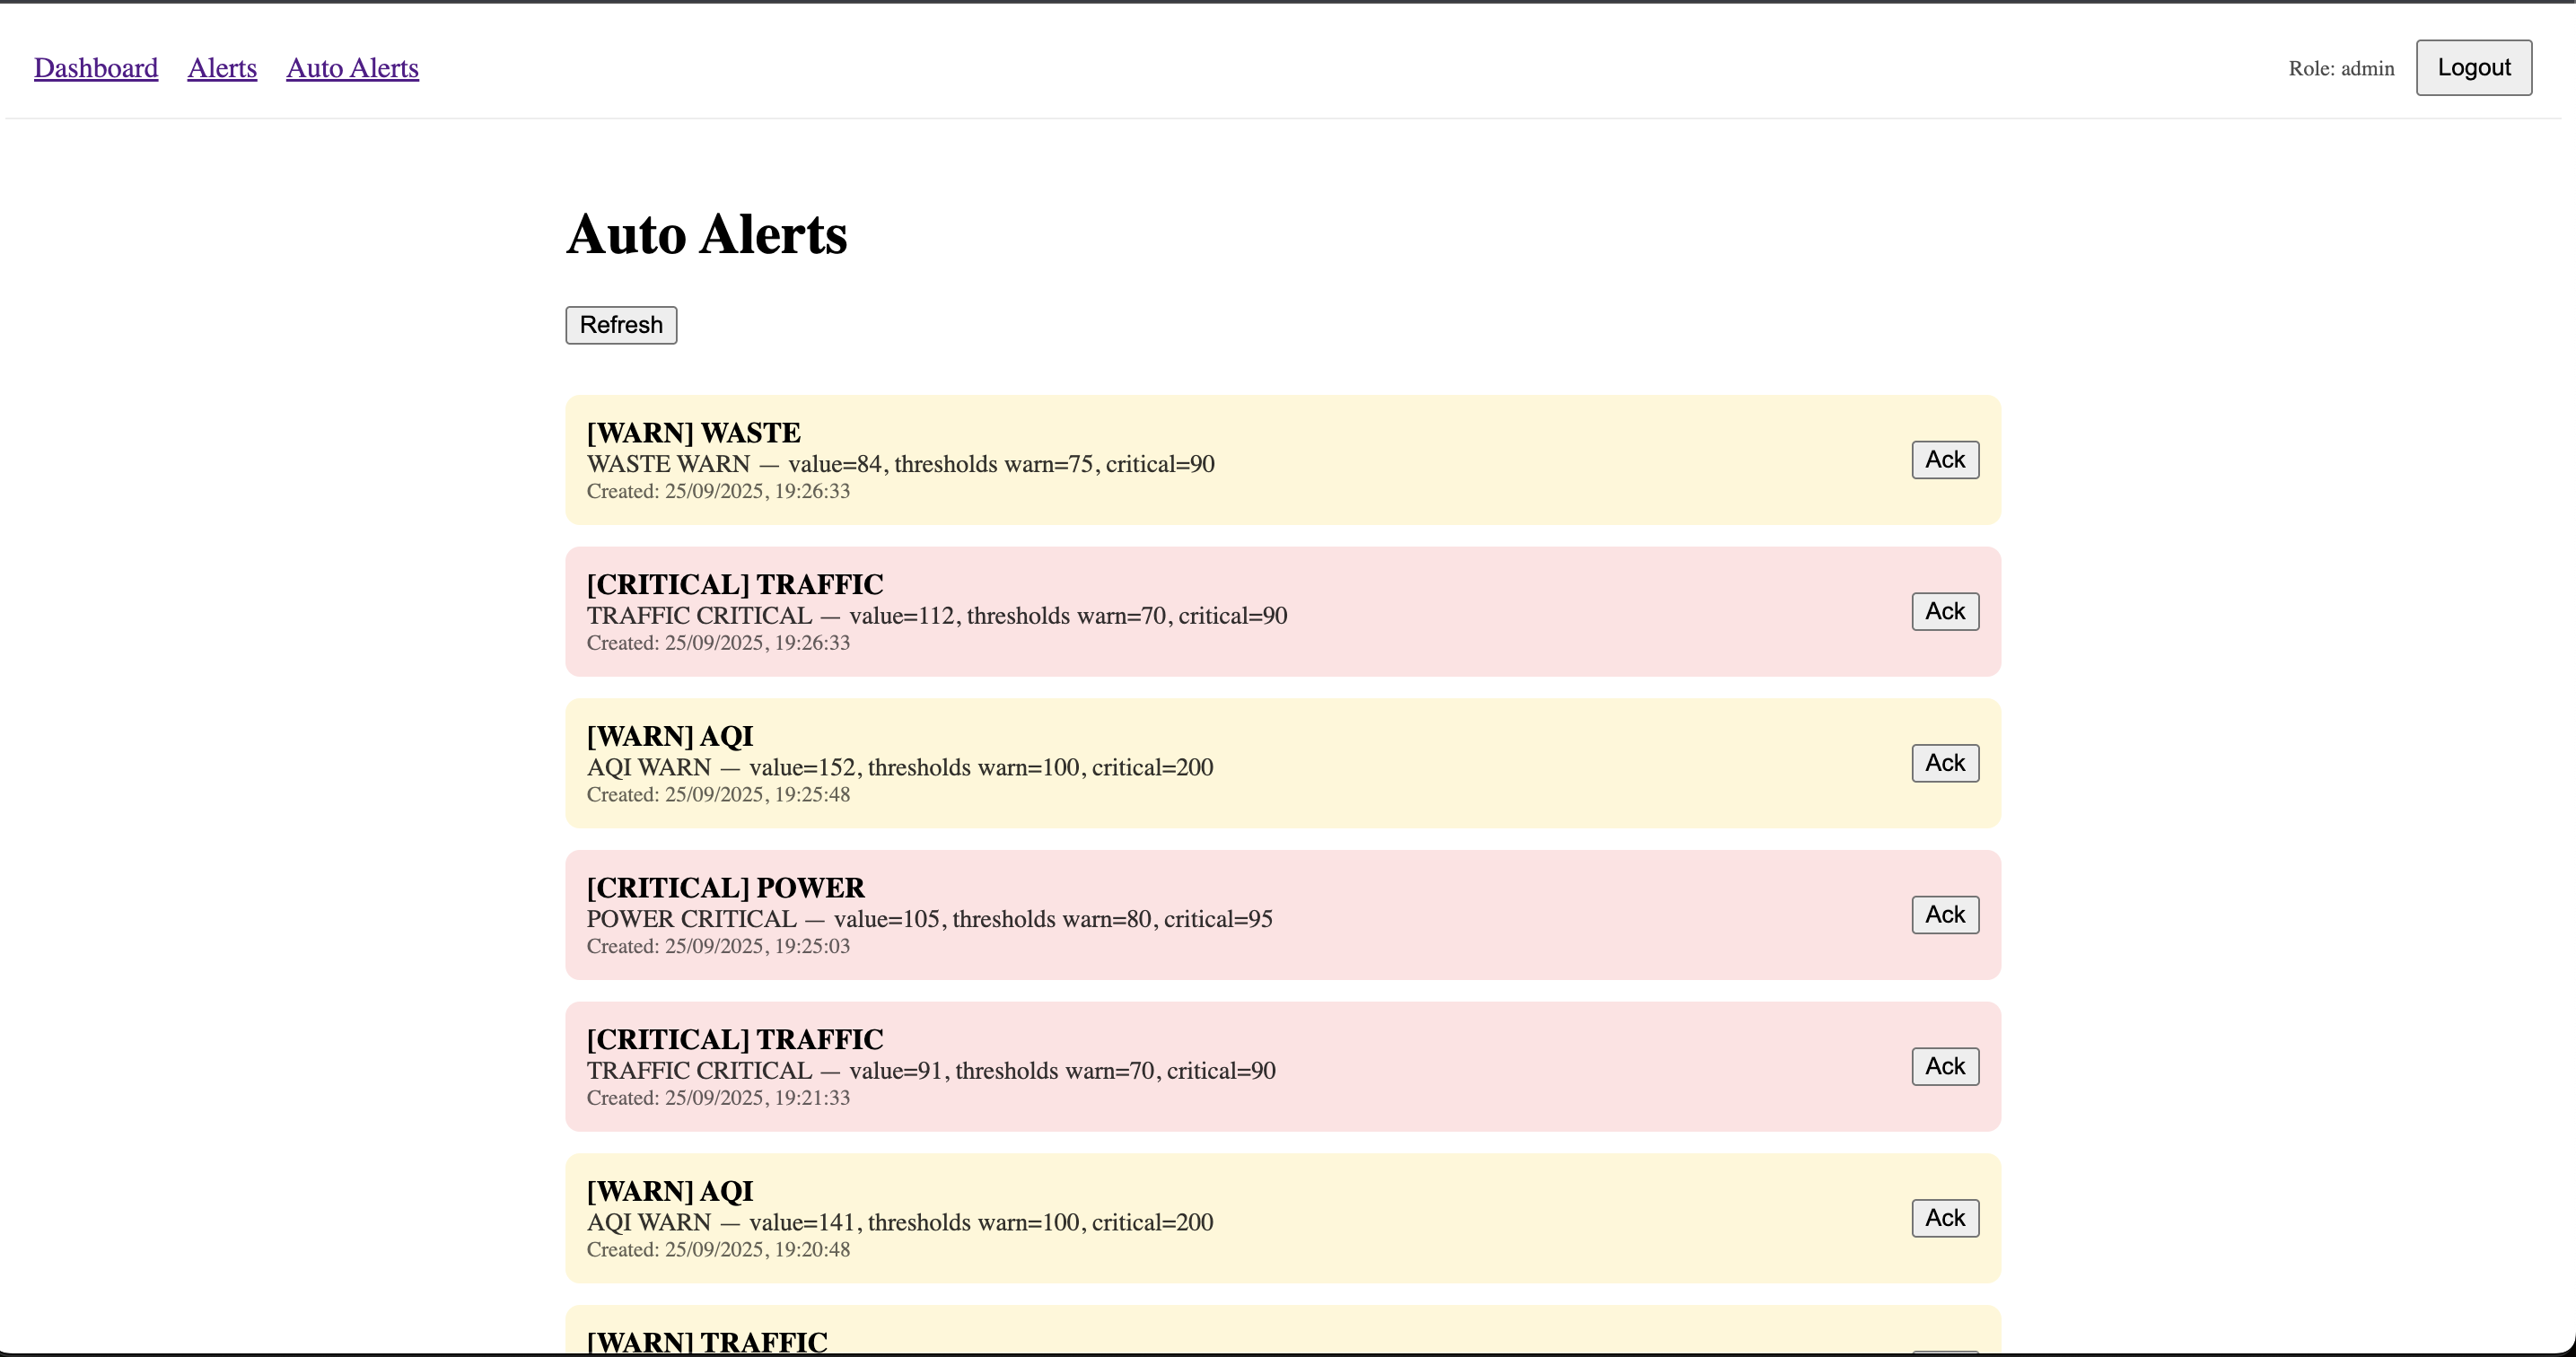 Dashboard Alerts Auto Alerts Role: admin Logout
Auto Alerts
Refresh
[WARN] WASTE
WASTE WARN — value=84, thresholds warn=75, critical=90
Created: 25/09/2025, 19:26:33
Ack
[CRITICAL] TRAFFIC
TRAFFIC CRITICAL — value=112, thresholds warn=70, critical=90
Created: 25/09/2025, 19:26:33
Ack
[WARN] AQI
AQI WARN — value=152, thresholds warn=100, critical=200
Created: 25/09/2025, 19:25:48
Ack
[CRITICAL] POWER
POWER CRITICAL — value=105, thresholds warn=80, critical=95
Created: 25/09/2025, 19:25:03
Ack
[CRITICAL] TRAFFIC
TRAFFIC CRITICAL — value=91, thresholds warn=70, critical=90
Created: 25/09/2025, 19:21:33
Ack
[WARN] AQI
AQI WARN — value=141, thresholds warn=100, critical=200
Created: 25/09/2025, 19:20:48
Ack
[WARN] TRAFFIC